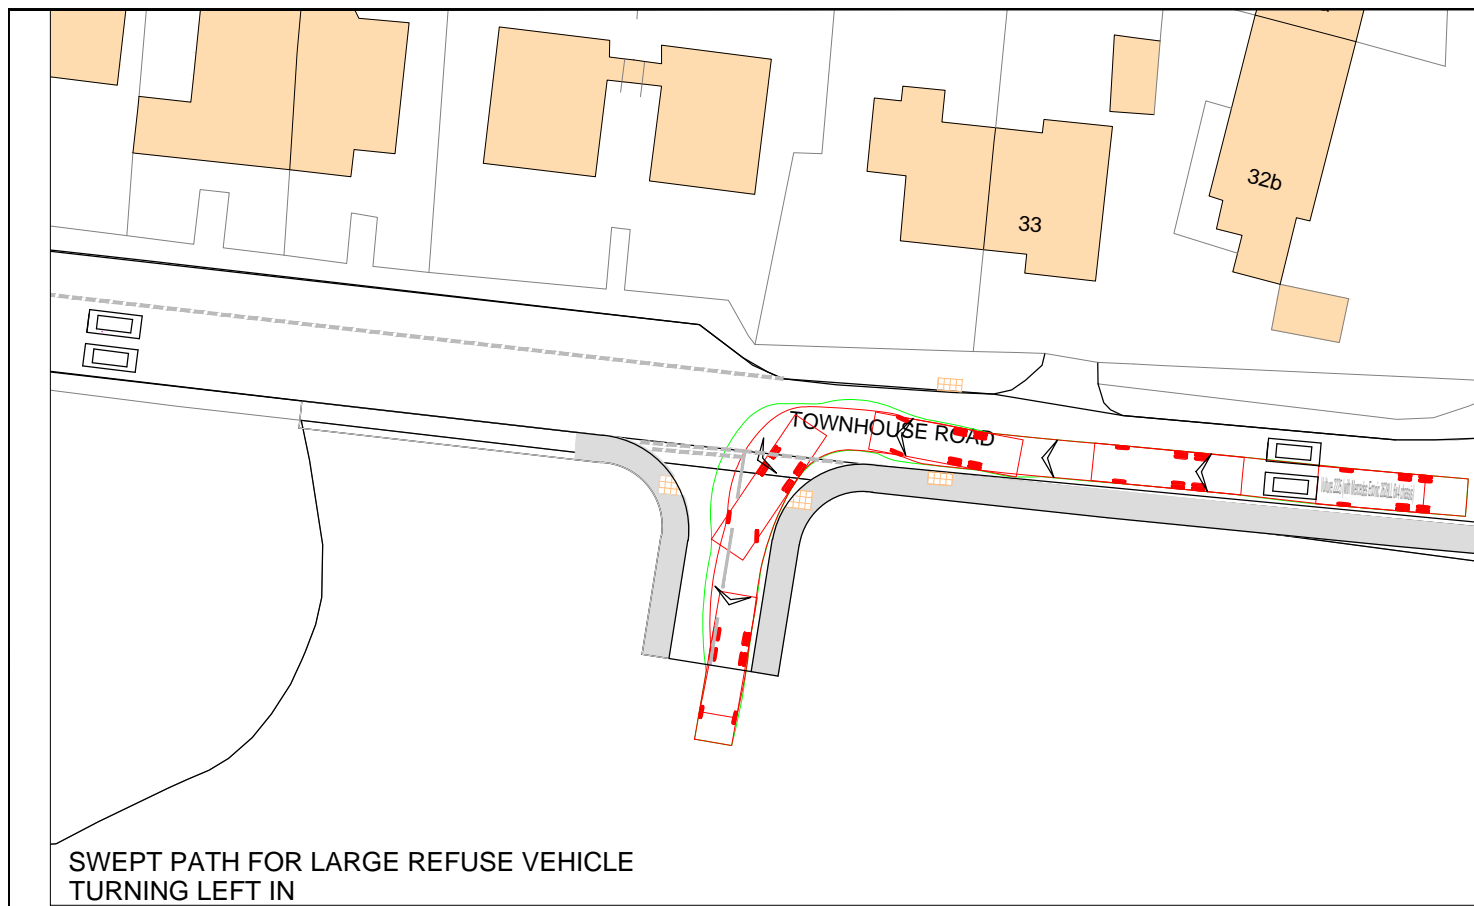 32b
33
TOWNHOUSE ROAD
SWEPT PATH FOR LARGE REFUSE VEHICLE
TURNING LEFT IN